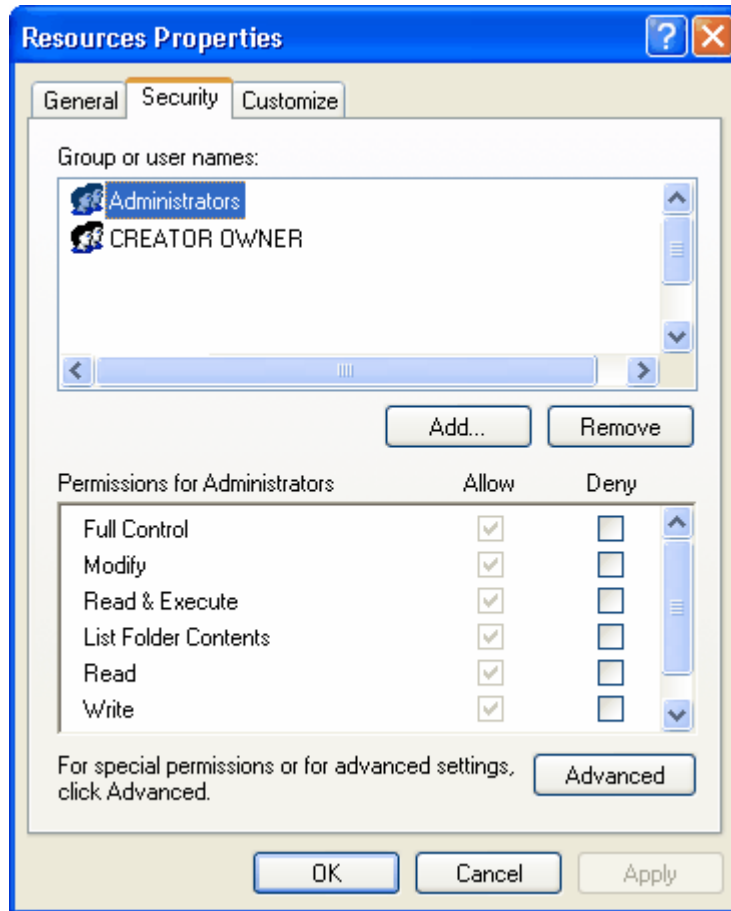 Resources Properties
General Security Customize
Group or user names:
Administrators
CREATOR OWNER
Add... Remove
Permissions for Administrators Allow Deny
Full Control
Modify
Read & Execute
List Folder Contents
Read
Write
For special permissions or for advanced settings,
click Advanced.
Advanced
OK Cancel Apply